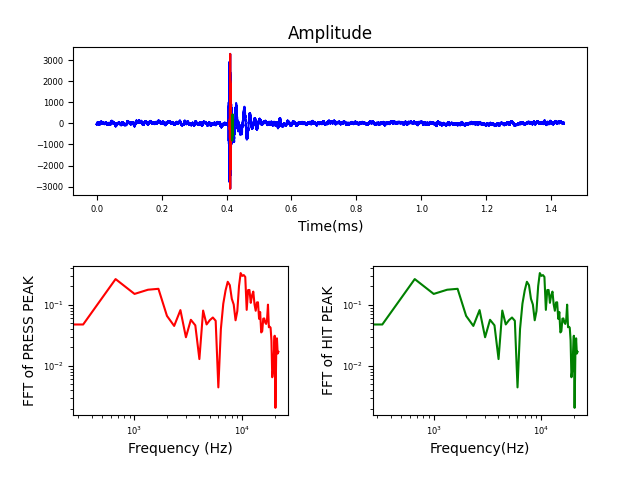 Amplitude
3000
2000
1000
0
−1000
−2000
−3000
0.0 0.2 0.4 0.6 0.8 1.0 1.2 1.4
Time(ms)
FFT of PRESS PEAK
10⁻¹
10⁻²
10³ 10⁴
Frequency (Hz)
FFT of HIT PEAK
10⁻¹
10⁻²
10³ 10⁴
Frequency(Hz)